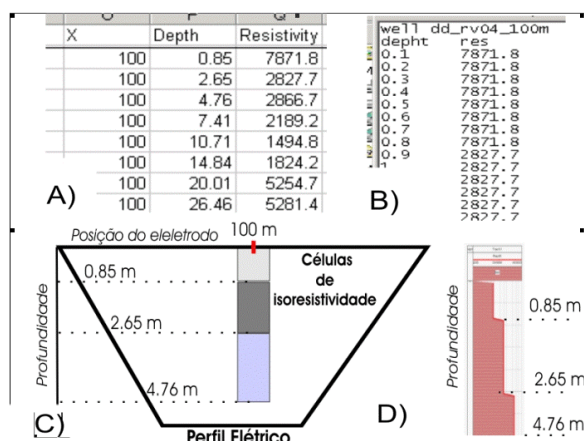 X Depth Resistivity
100 0.85 7871.8
100 2.65 2827.7
100 4.76 2866.7
100 7.41 2189.2
100 10.71 1494.8
100 14.84 1824.2
100 20.01 5254.7
100 26.46 5281.4
A)
well dd_rv04_100m
depht res
0.1 7871.8
0.2 7871.8
0.3 7871.8
0.4 7871.8
0.5 7871.8
0.6 7871.8
0.7 7871.8
0.8 7871.8
0.9 2827.7
1 2827.7
2827.7
2827.7
2827.7
B)
Posição do eleletrodo 100 m
Profundidade
0.85 m
2.65 m
4.76 m
Células
de
isoresistividade
C)
Perfil Elétrico
Profundidade
0.85 m
2.65 m
4.76 m
D)